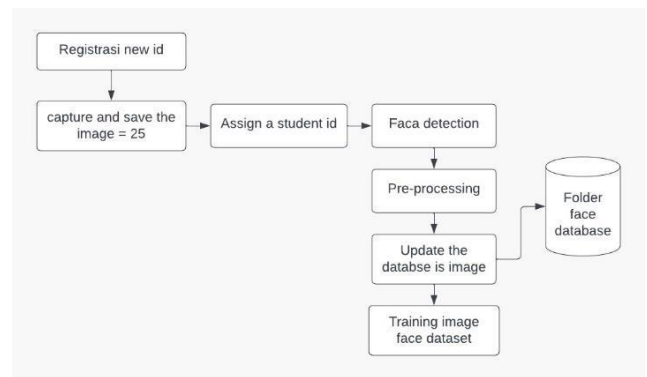 Registrasi new id
capture and save the
image = 25
Assign a student id
Faca detection
Pre-processing
Update the
databse is image
Folder
face
database
Training image
face dataset